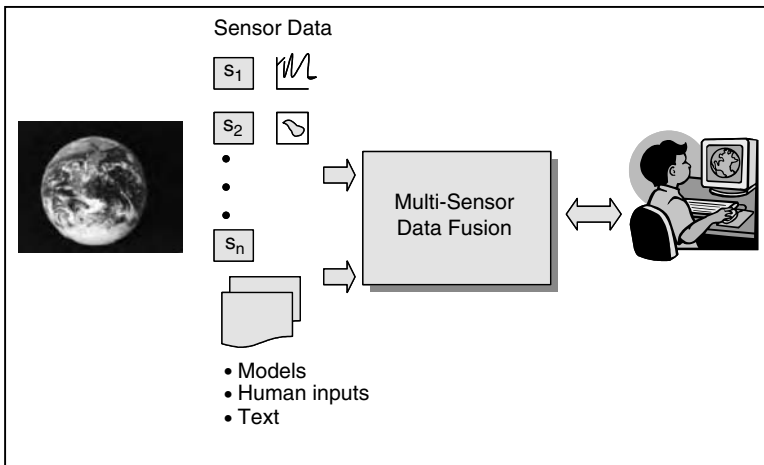 Sensor Data
s1
s2
•
•
•
sn
Multi-Sensor
Data Fusion
• Models
• Human inputs
• Text